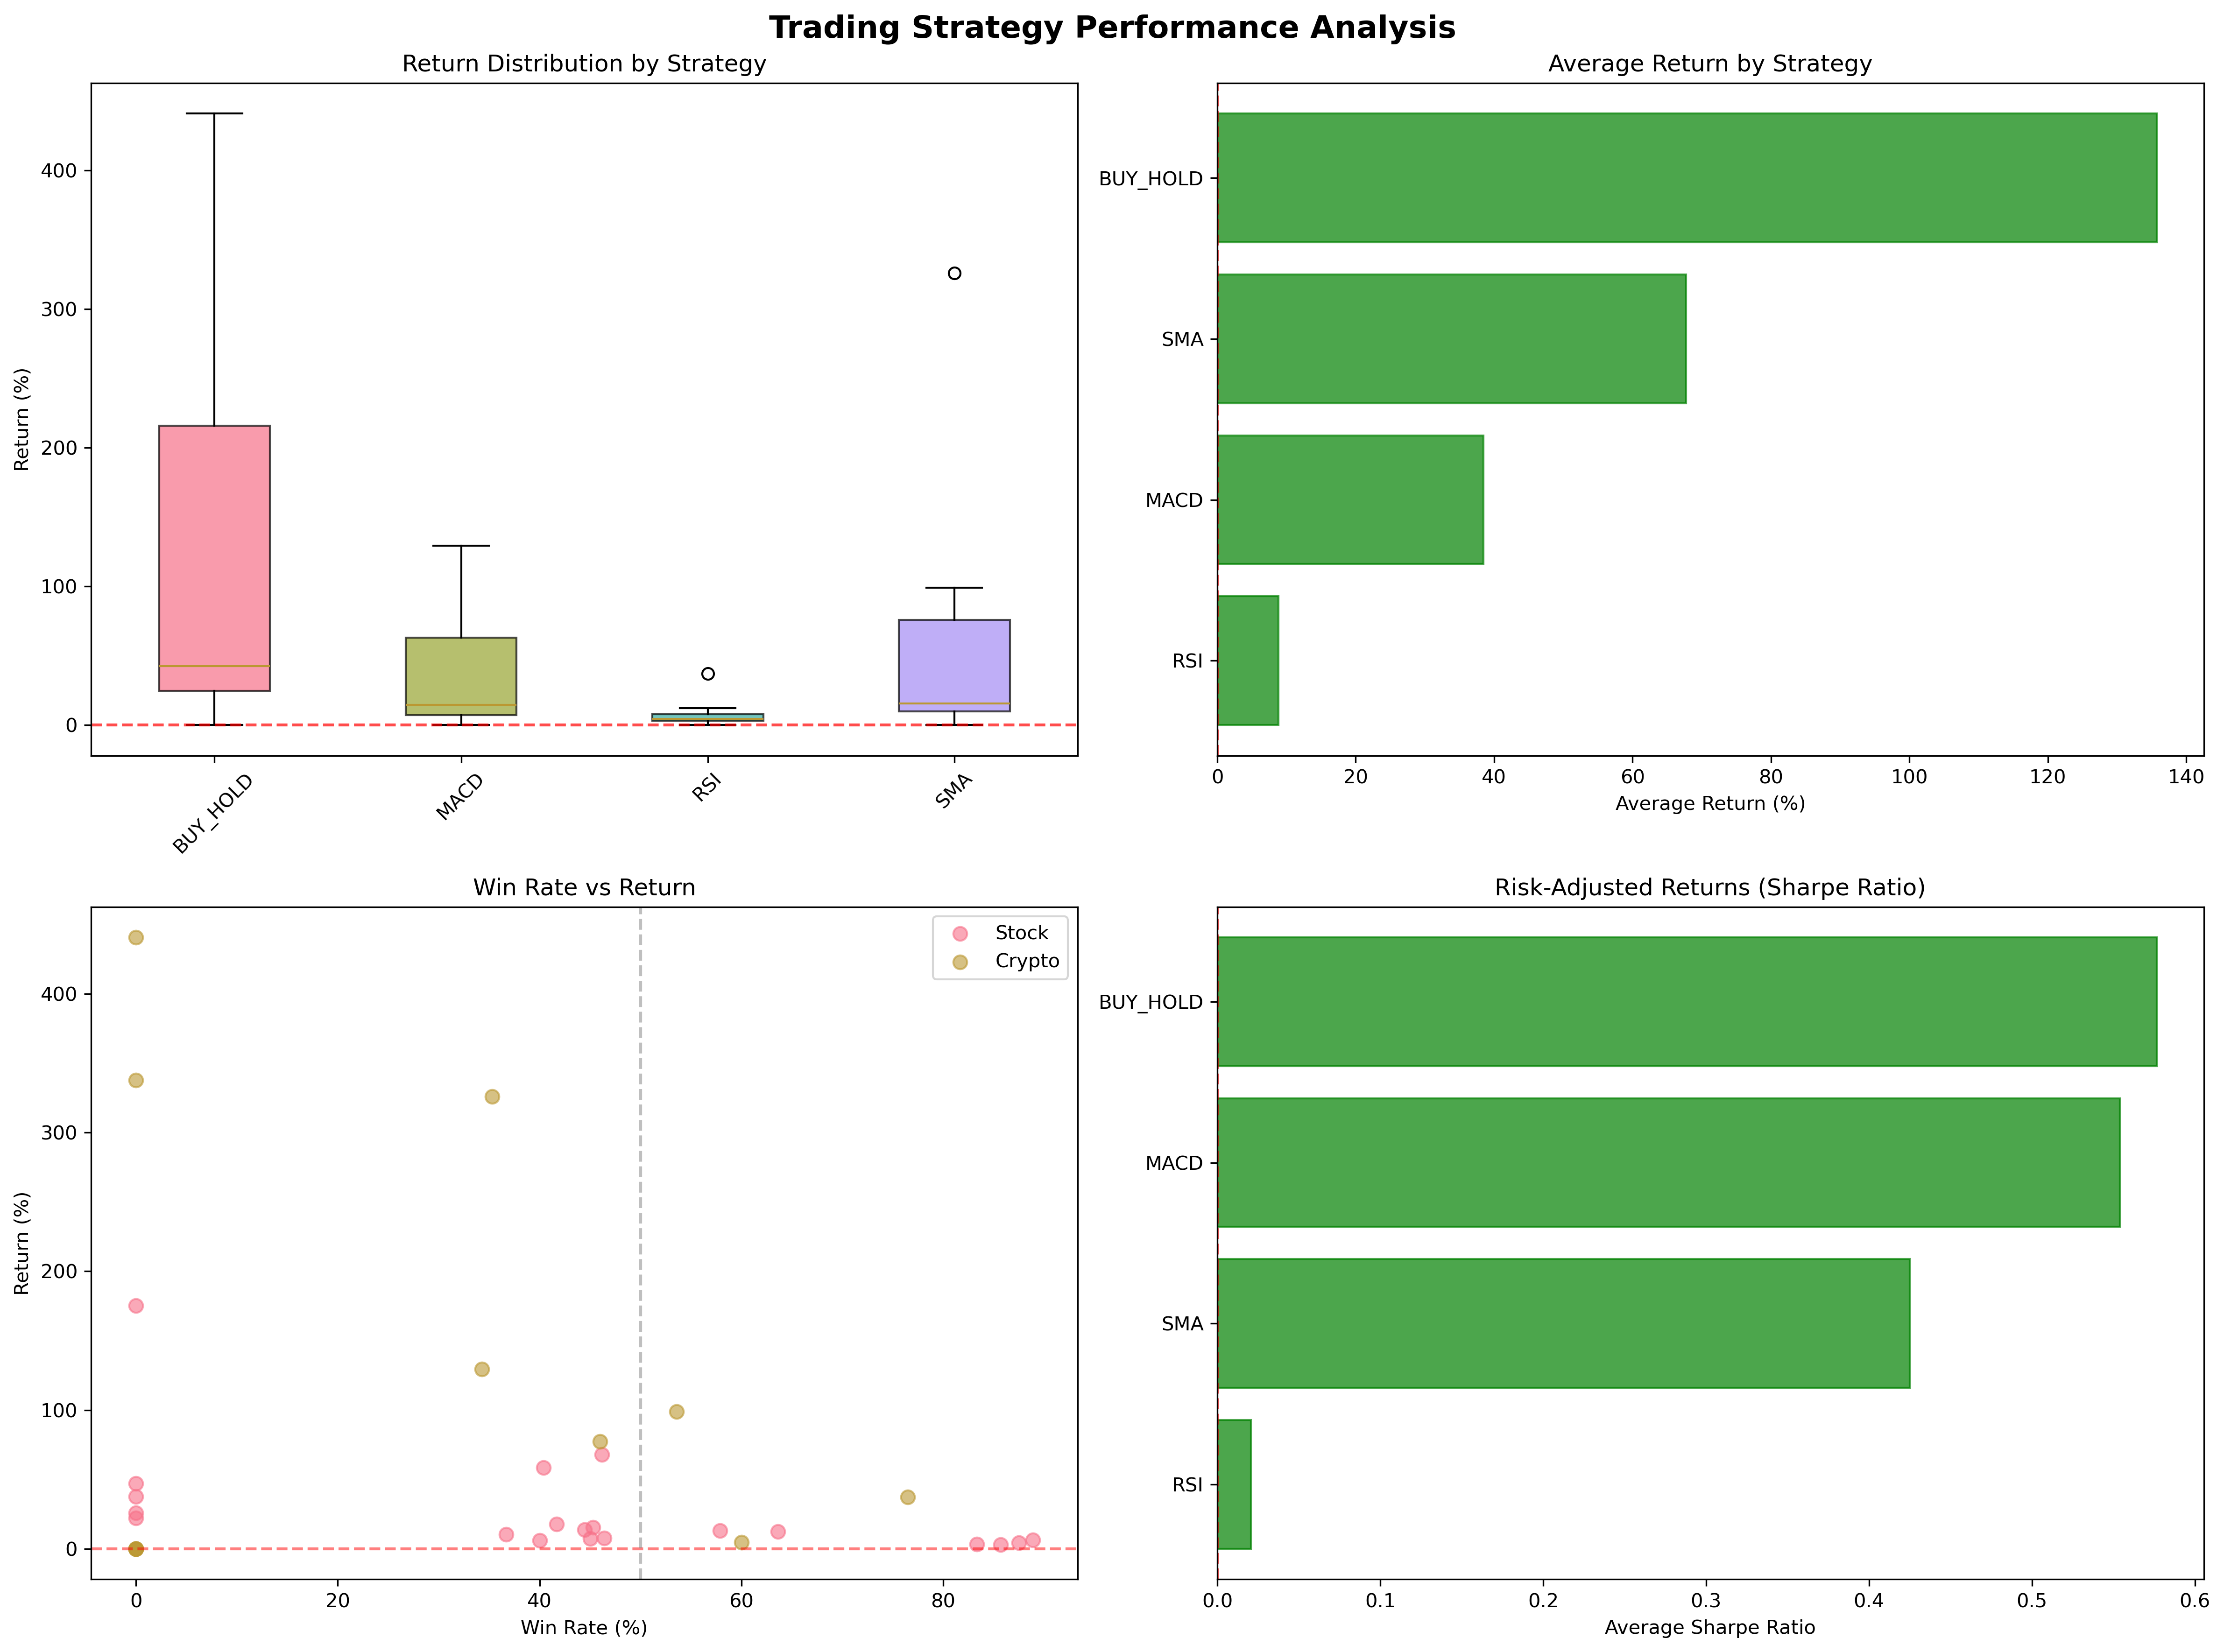 Trading Strategy Performance Analysis
Return Distribution by Strategy
Return (%)
400
300
200
100
0
BUY_HOLD
MACD
RSI
SMA
Average Return by Strategy
BUY_HOLD
SMA
MACD
RSI
0 20 40 60 80 100 120 140
Average Return (%)
Win Rate vs Return
Stock
Crypto
Return (%)
400
300
200
100
0
0 20 40 60 80
Win Rate (%)
Risk-Adjusted Returns (Sharpe Ratio)
BUY_HOLD
MACD
SMA
RSI
0.0 0.1 0.2 0.3 0.4 0.5 0.6
Average Sharpe Ratio